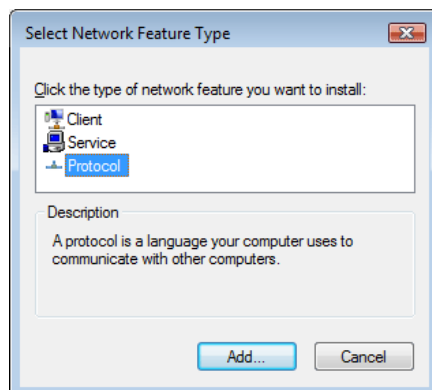 Select Network Feature Type
Click the type of network feature you want to install:
Client
Service
Protocol
Description
A protocol is a language your computer uses to
communicate with other computers.
Add...
Cancel